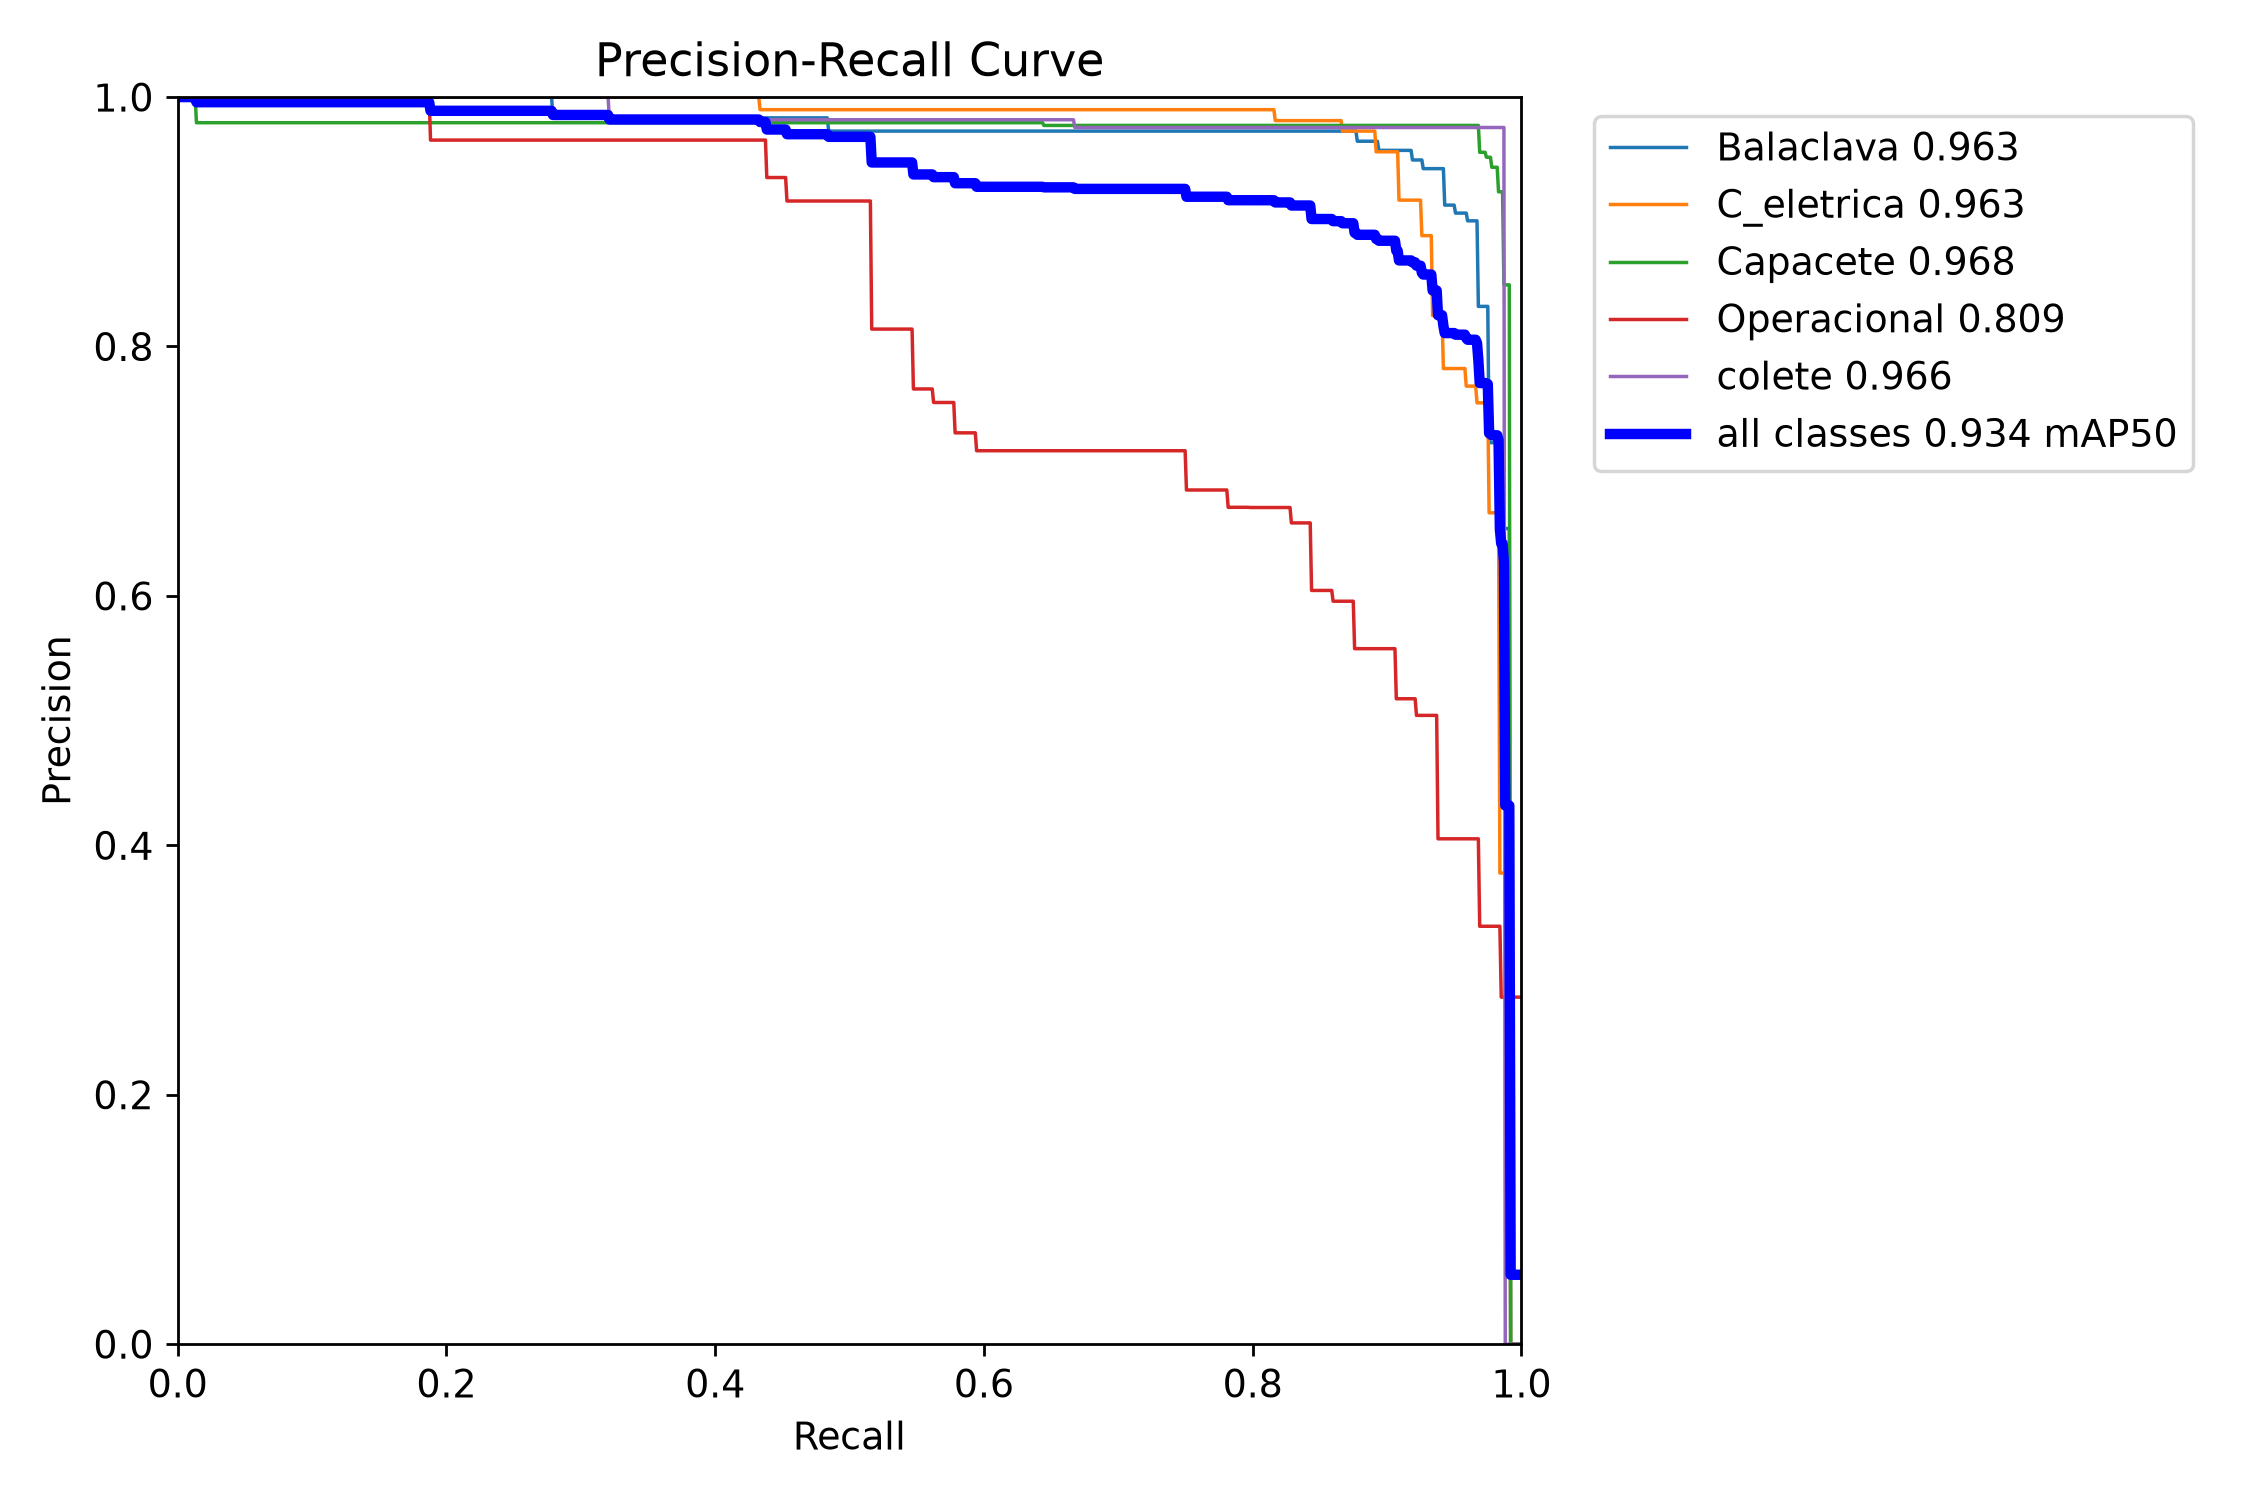 Precision-Recall Curve
1.0
0.8
0.6
0.4
0.2
0.0
Precision
0.0 0.2 0.4 0.6 0.8 1.0
Recall
Balaclava 0.963
C_eletrica 0.963
Capacete 0.968
Operacional 0.809
colete 0.966
all classes 0.934 mAP50